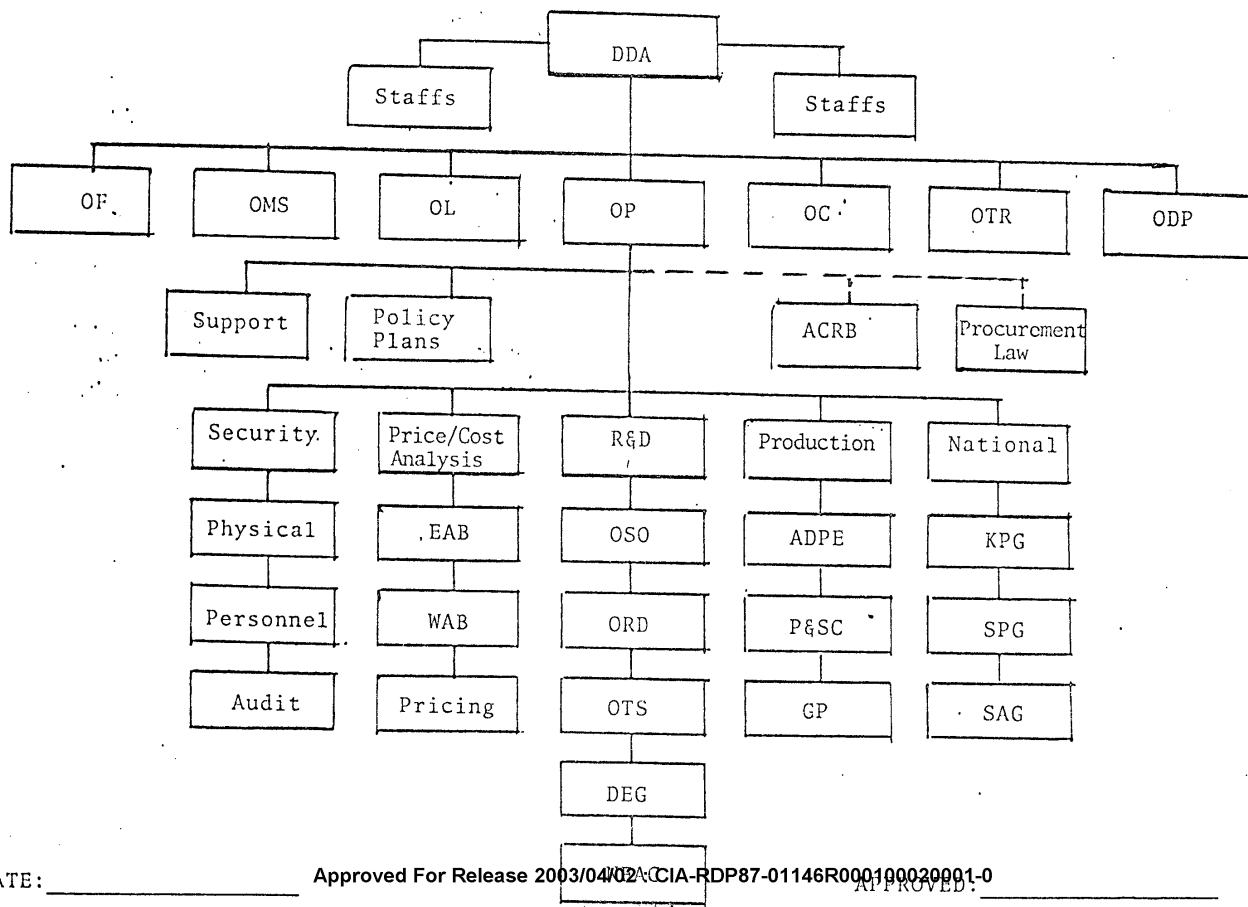 DDA
Staffs
Staffs
OF
OMS
OL
OP
OC
OTR
ODP
Support
Policy
Plans
ACRB
Procurement
Law
Security
Price/Cost
Analysis
R&D
Production
National
Physical
EAB
OSO
ADPE
KPG
Personnel
WAB
ORD
P&SC
SPG
Audit
Pricing
OTS
GP
SAG
DEG
ATE:
Approved For Release 2003/04/02 : CIA-RDP87-01146R000100020001-0
APPROVED: